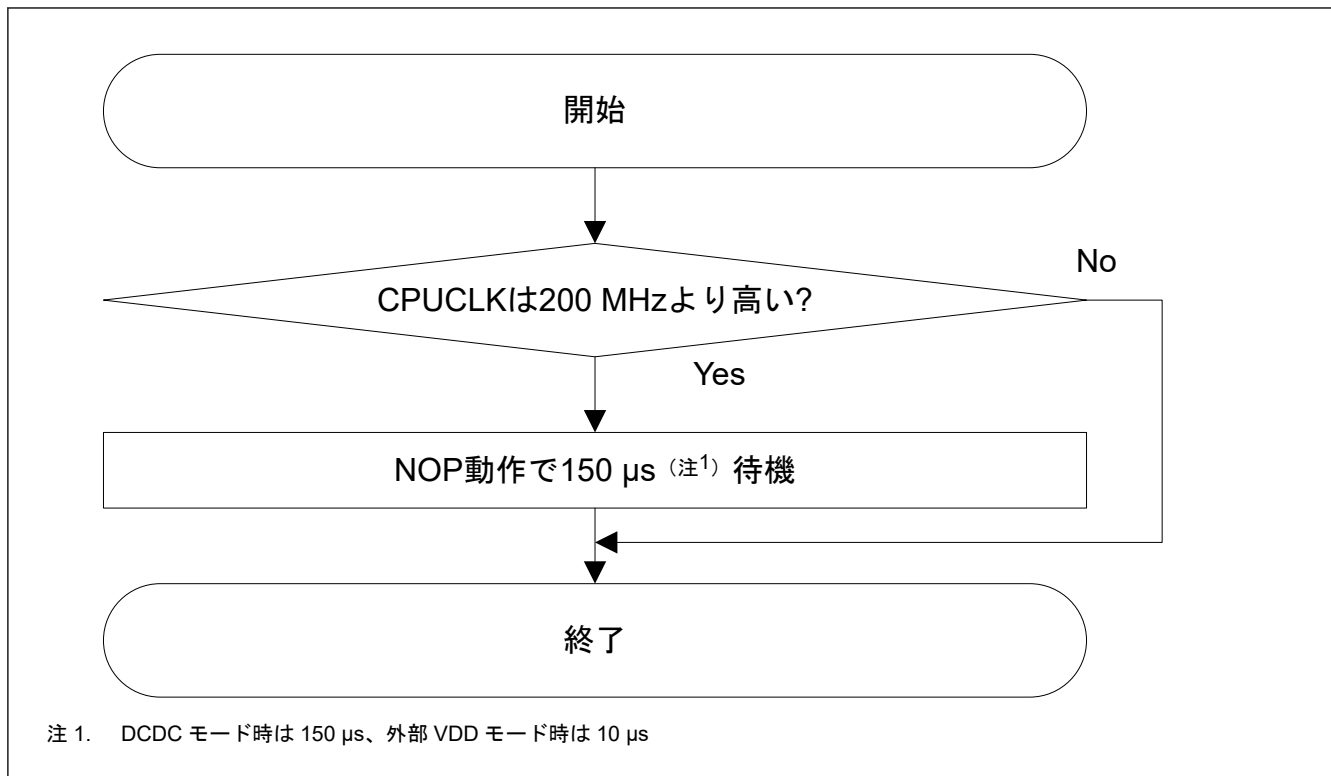 開始
CPUCLKは200 MHzより高い?
No
Yes
NOP動作で150 µs（注1）待機
終了
注 1. DCDC モード時は 150 µs、外部 VDD モード時は 10 µs